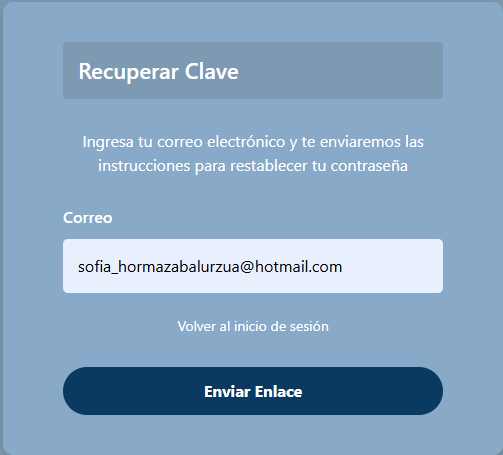 Recuperar Clave
Ingresa tu correo electrónico y te enviaremos las
instrucciones para restablecer tu contraseña
Correo
sofia_hormazabalurzua@hotmail.com
Volver al inicio de sesión
Enviar Enlace